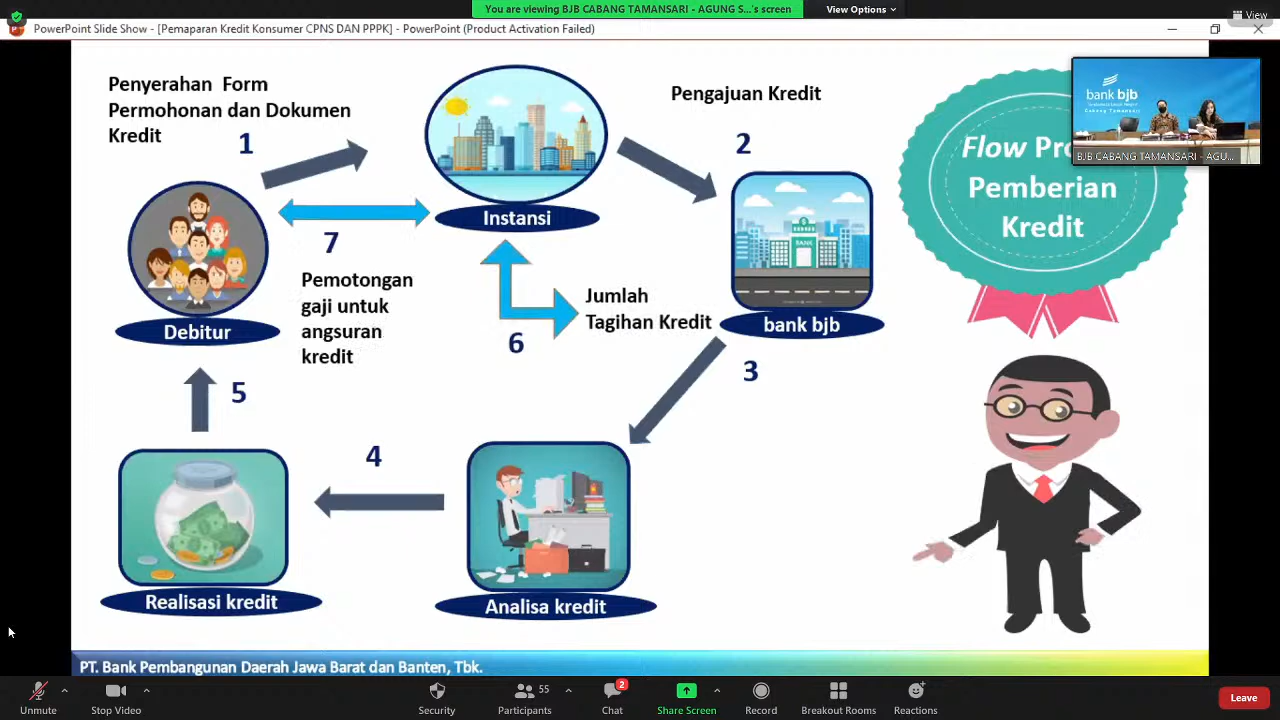 You are viewing BJB CABANG TAMANSARI - AGUNG S...'s screen
View Options
View
PowerPoint Slide Show - [Pemaparan Kredit Konsumer CPNS DAN PPPK] - PowerPoint (Product Activation Failed)
Penyerahan Form
Permohonan dan Dokumen
Kredit
1
Pengajuan Kredit
2
bank bjb
Cabang Tamansari
BJB CABANG TAMANSARI - AGU...
Flow Pro
Pemberian
Kredit
Instansi
BANK
7
Pemotongan
gaji untuk
angsuran
kredit
Jumlah
Tagihan Kredit
6
bank bjb
Debitur
3
5
4
Realisasi kredit
Analisa kredit
PT. Bank Pembangunan Daerah Jawa Barat dan Banten, Tbk.
Unmute
Stop Video
Security
55
Participants
2
Chat
Share Screen
Record
Breakout Rooms
Reactions
Leave